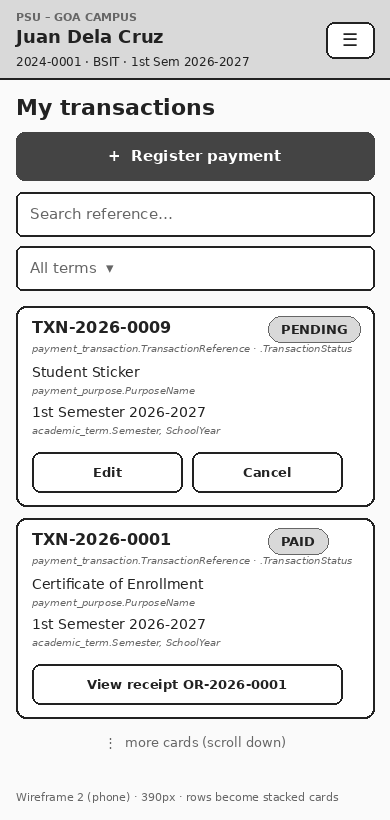 PSU – GOA CAMPUS
Juan Dela Cruz
2024-0001 · BSIT · 1st Sem 2026-2027
☰
My transactions
+ Register payment
Search reference…
All terms ▾
TXN-2026-0009 PENDING
payment_transaction.TransactionReference · .TransactionStatus
Student Sticker
payment_purpose.PurposeName
1st Semester 2026-2027
academic_term.Semester, SchoolYear
Edit Cancel
TXN-2026-0001 PAID
payment_transaction.TransactionReference · .TransactionStatus
Certificate of Enrollment
payment_purpose.PurposeName
1st Semester 2026-2027
academic_term.Semester, SchoolYear
View receipt OR-2026-0001
⋮ more cards (scroll down)
Wireframe 2 (phone) · 390px · rows become stacked cards